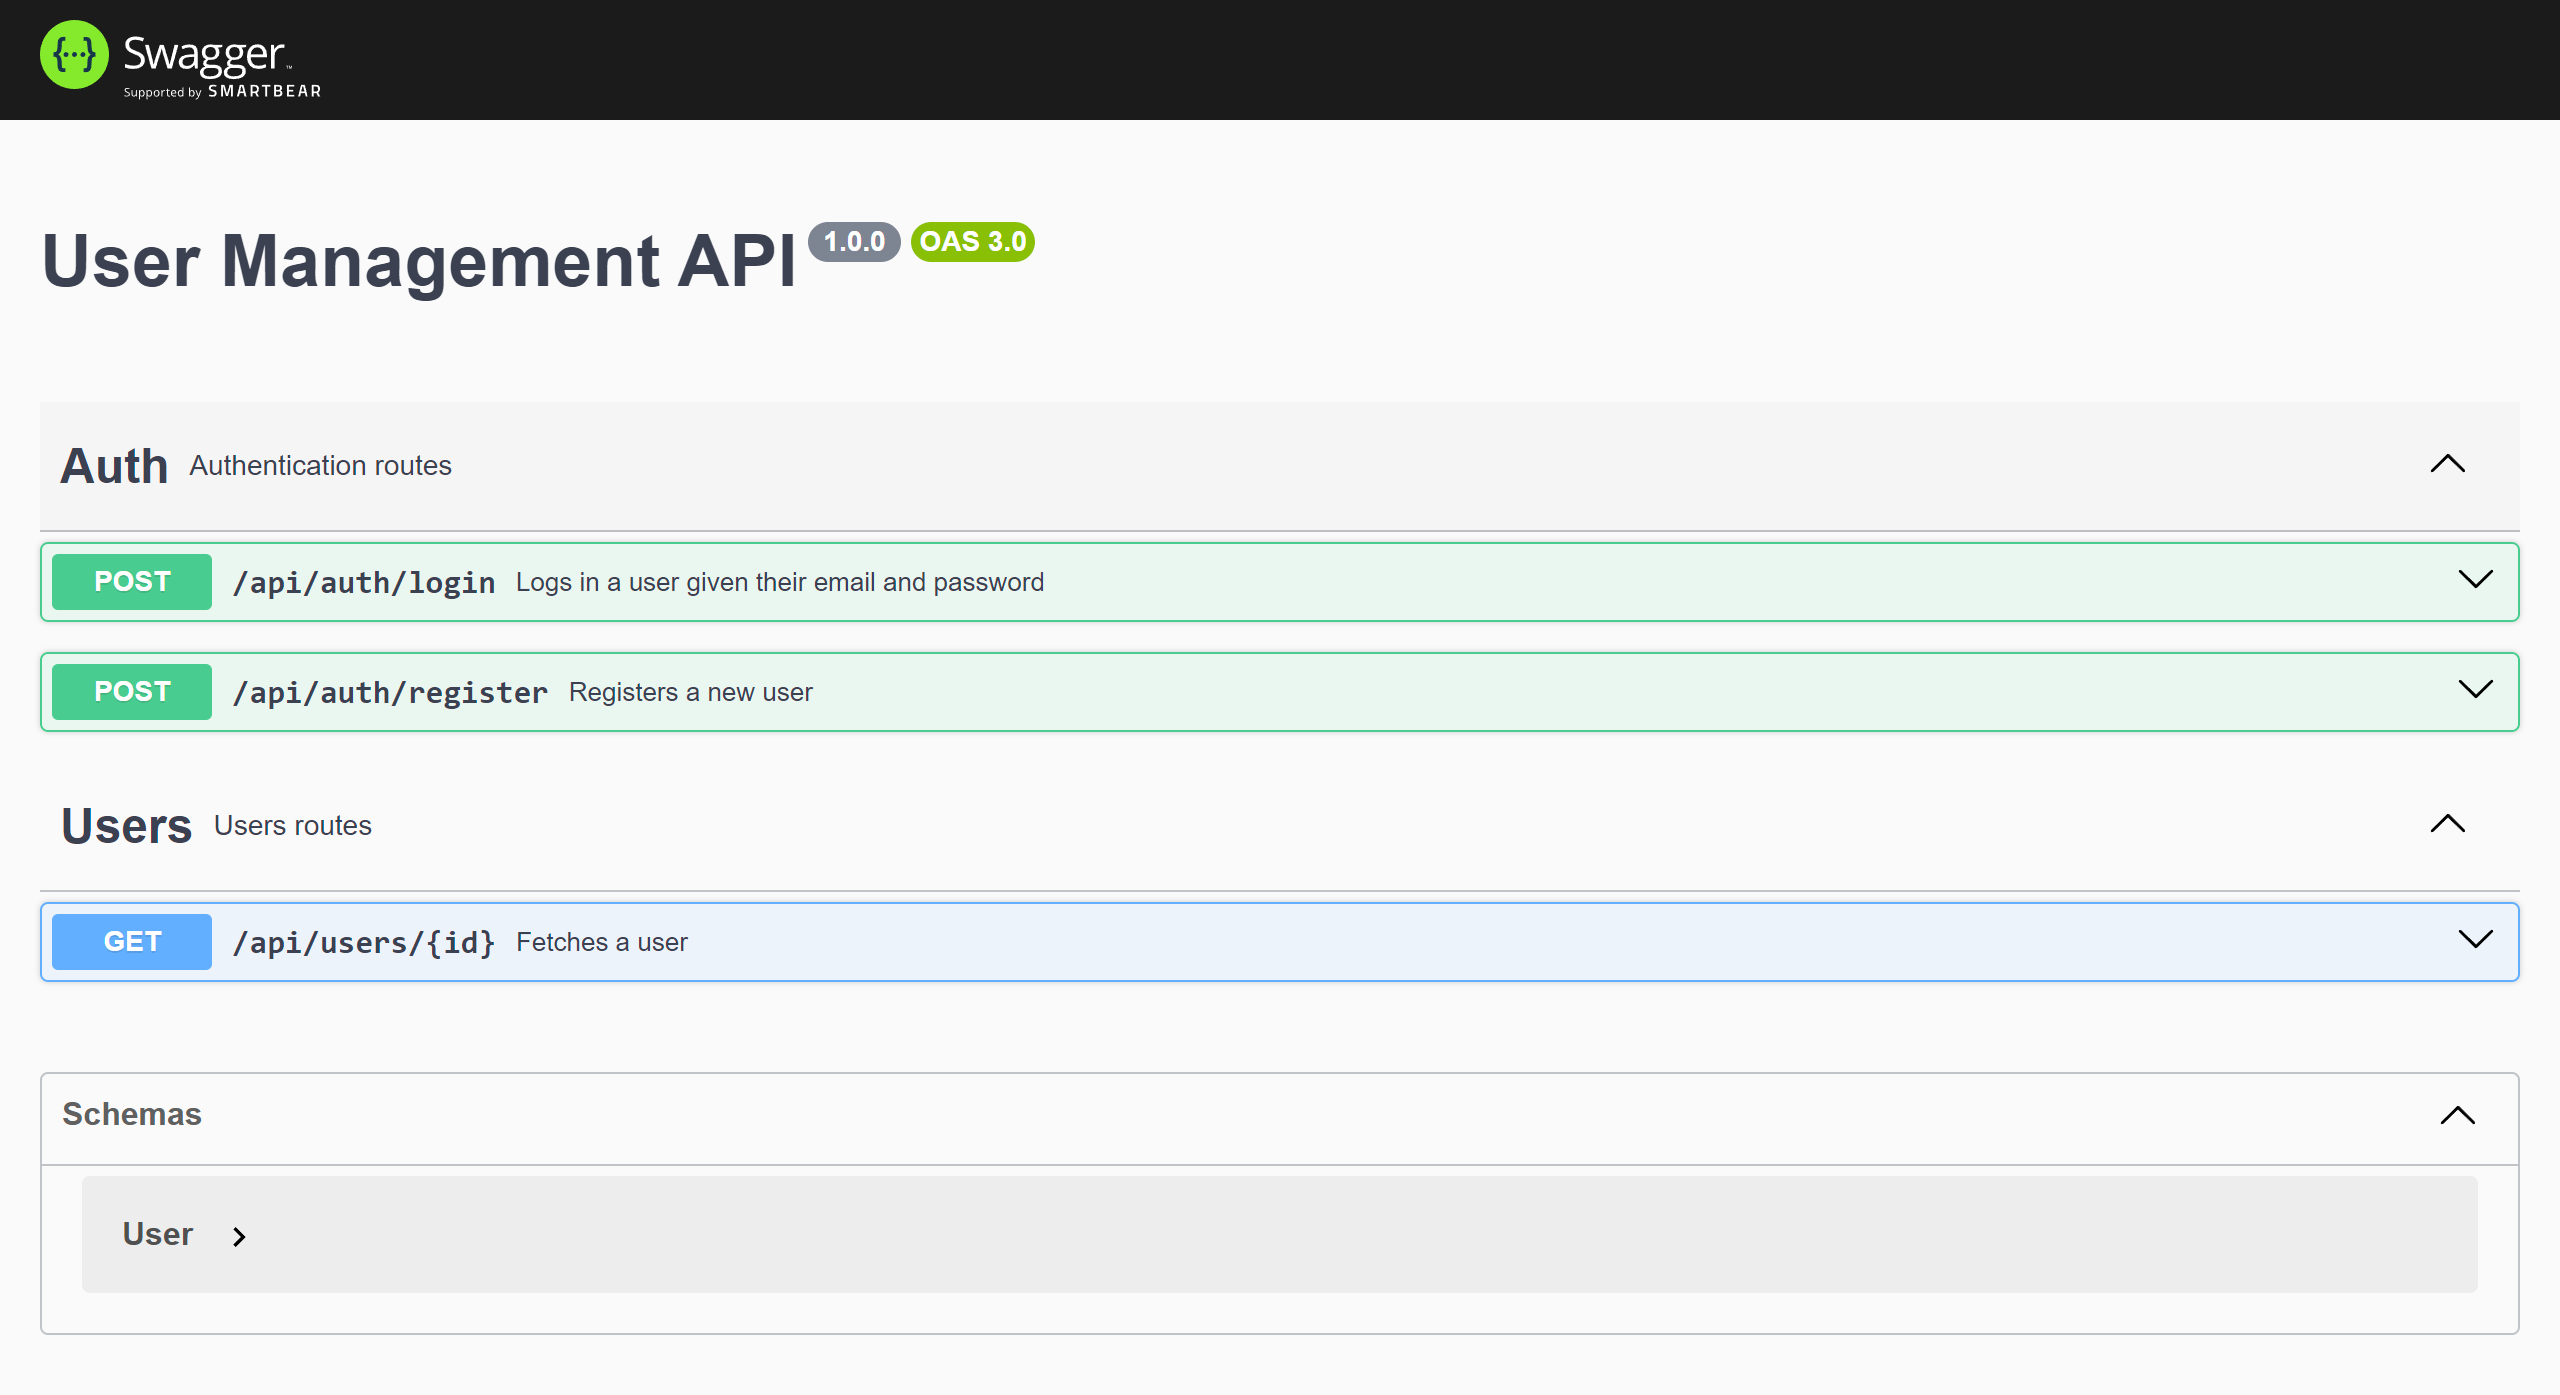 {···} Swagger™
Supported by SMARTBEAR
User Management API 1.0.0 OAS 3.0
Auth Authentication routes
POST /api/auth/login Logs in a user given their email and password
POST /api/auth/register Registers a new user
Users Users routes
GET /api/users/{id} Fetches a user
Schemas
User